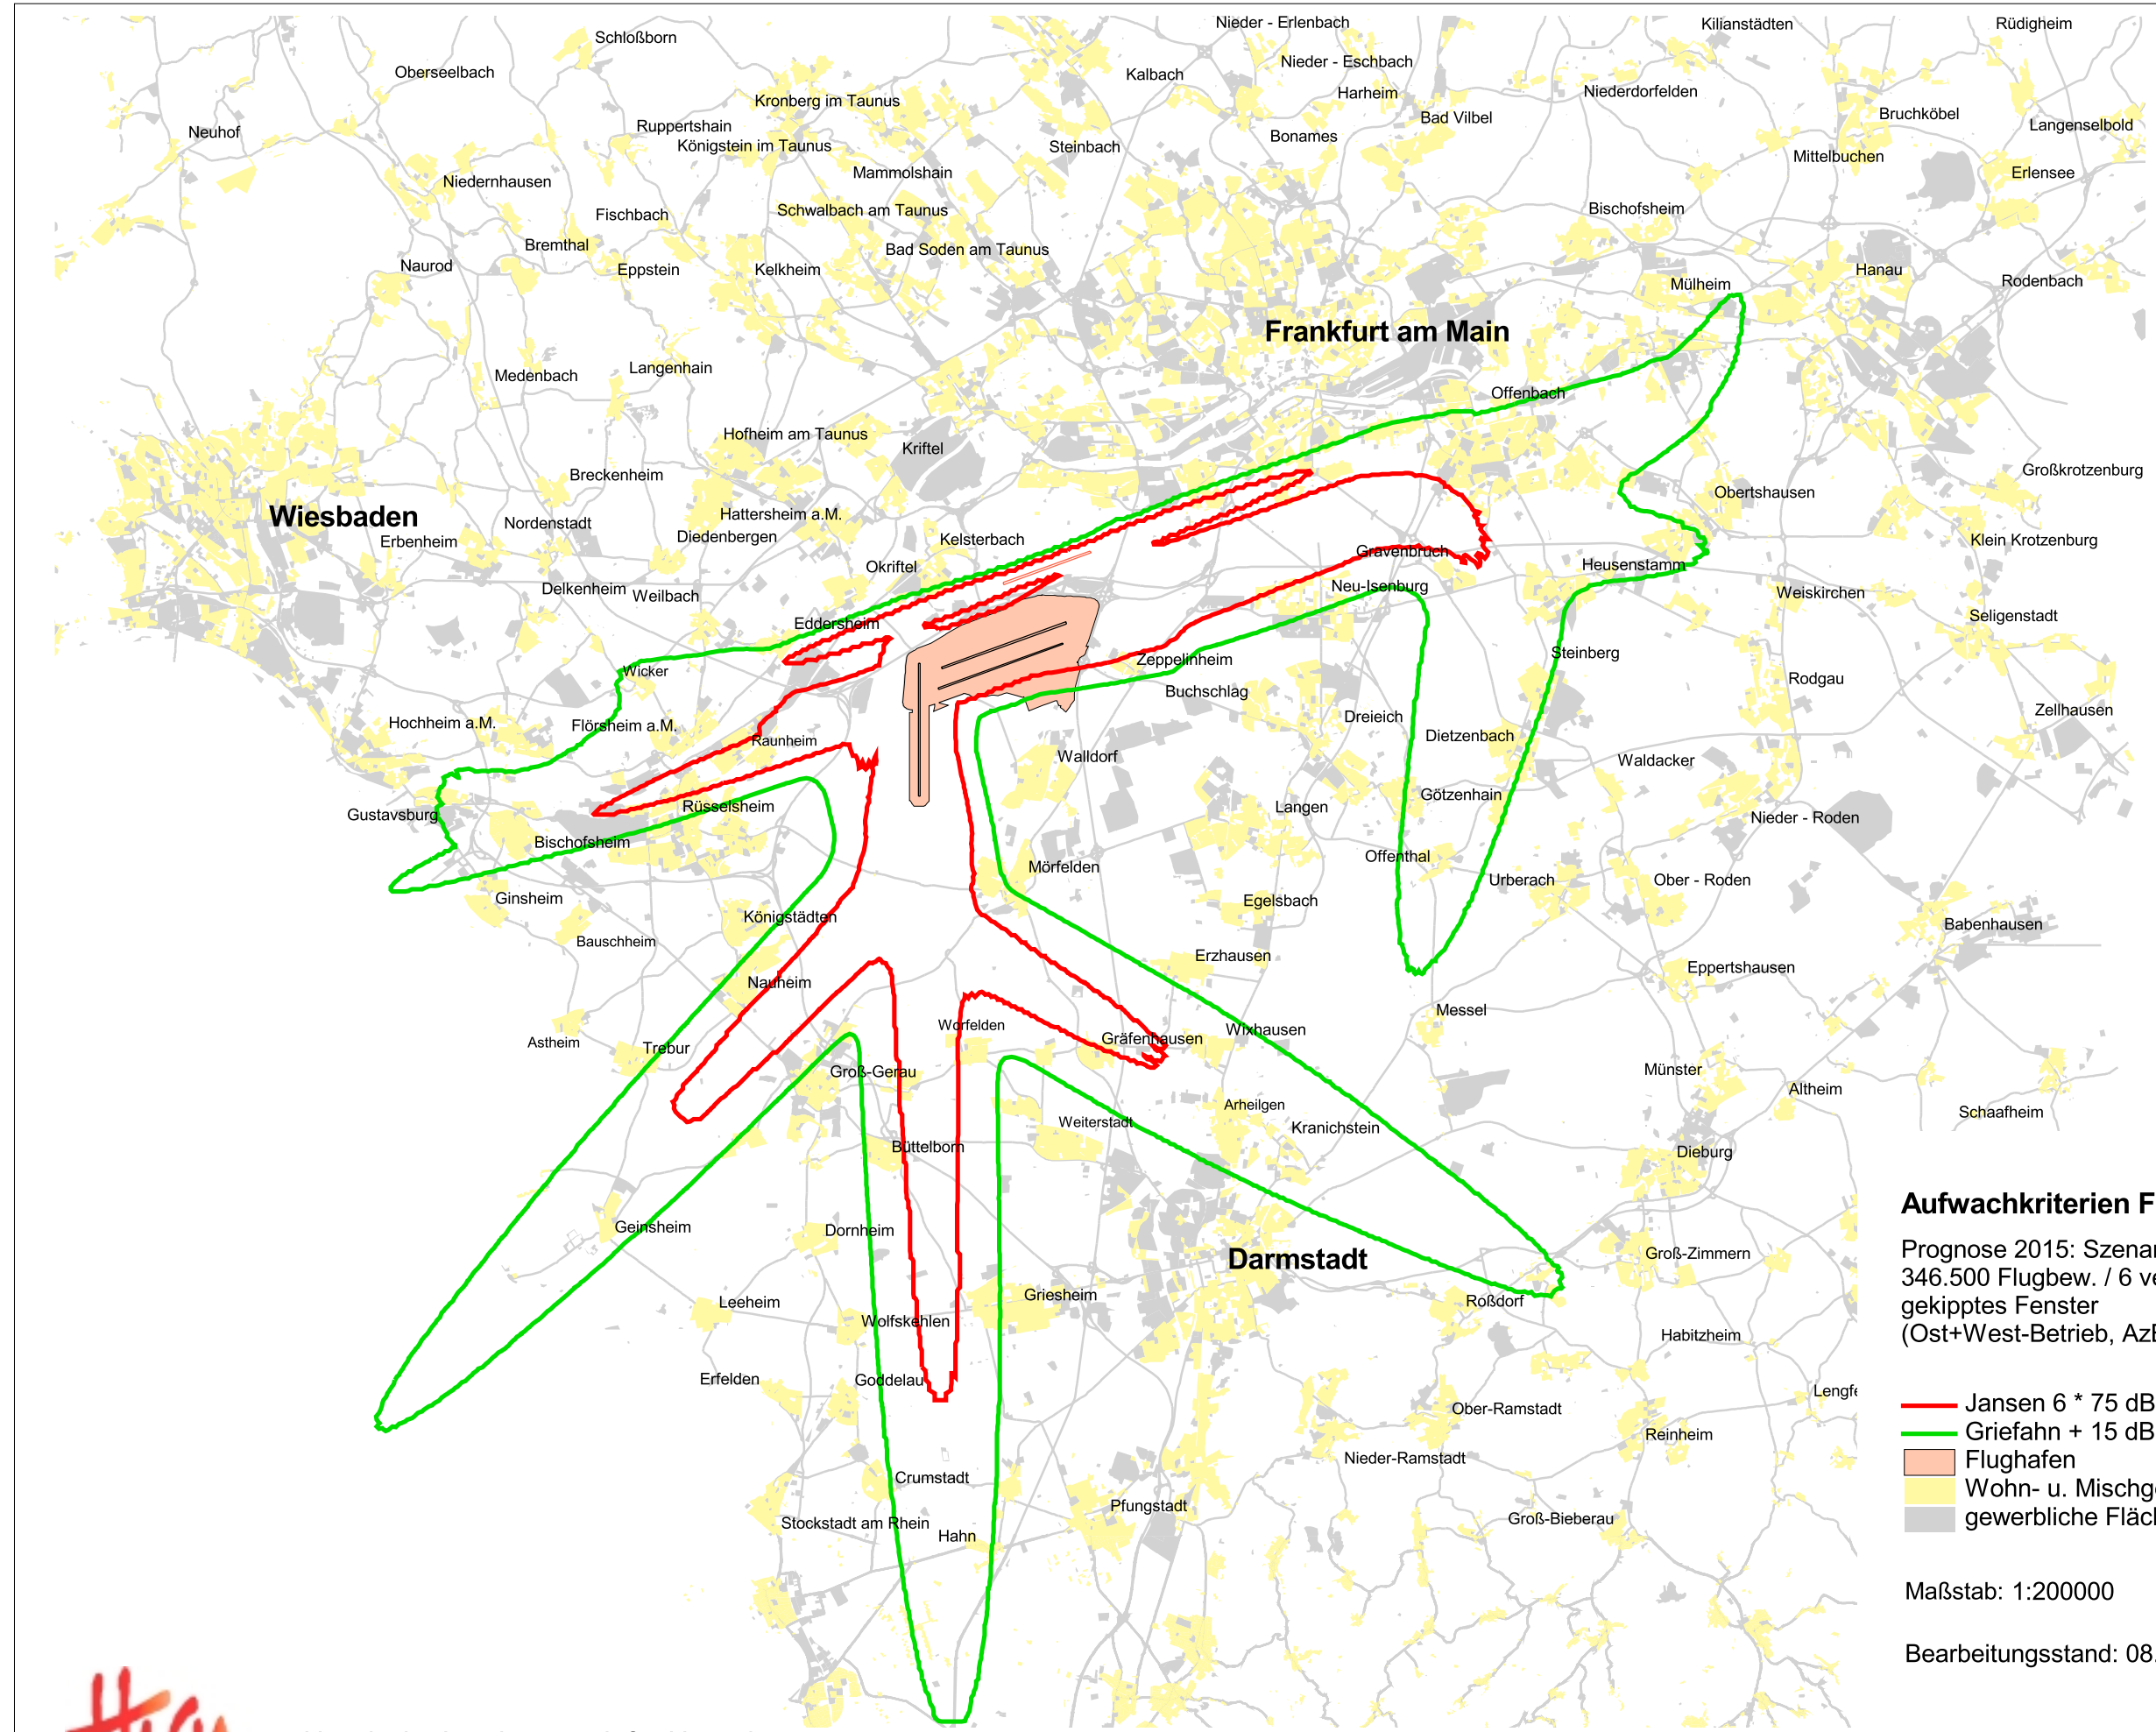 Nieder - Erlenbach
Kilianstädten
Rüdigheim
Schloßborn
Nieder - Eschbach
Oberseelbach
Kalbach
Harheim
Niederdorfelden
Kronberg im Taunus
Bad Vilbel
Bruchköbel
Langenselbold
Neuhof
Ruppertshain
Bonames
Königstein im Taunus
Steinbach
Mittelbuchen
Mammolshain
Erlensee
Niedernhausen
Schwalbach am Taunus
Bischofsheim
Fischbach
Bremthal
Bad Soden am Taunus
Naurod
Eppstein
Kelkheim
Hanau
Rodenbach
Mülheim
Frankfurt am Main
Langenhain
Medenbach
Offenbach
Hofheim am Taunus
Kriftel
Großkrotzenburg
Breckenheim
Obertshausen
Wiesbaden
Hattersheim a.M.
Nordenstadt
Diedenbergen
Kelsterbach
Erbenheim
Klein Krotzenburg
Gravenbruch
Okriftel
Heusenstamm
Delkenheim
Weilbach
Neu-Isenburg
Weiskirchen
Eddersheim
Seligenstadt
Zeppelinheim
Steinberg
Wicker
Rodgau
Buchschlag
Zellhausen
Hochheim a.M.
Flörsheim a.M.
Dreieich
Raunheim
Dietzenbach
Walldorf
Waldacker
Götzenhain
Rüsselsheim
Langen
Gustavsburg
Nieder - Roden
Bischofsheim
Offenthal
Mörfelden
Urberach
Ober - Roden
Ginsheim
Egelsbach
Königstädten
Babenhausen
Bauschheim
Erzhausen
Eppertshausen
Nauheim
Messel
Worfelden
Wixhausen
Astheim
Trebur
Gräfenhausen
Groß-Gerau
Münster
Altheim
Arheilgen
Schaafheim
Weiterstadt
Kranichstein
Büttelborn
Dieburg
Geinsheim
Dornheim
Darmstadt
Groß-Zimmern
Leeheim
Griesheim
Roßdorf
Wolfskehlen
Habitzheim
Erfelden
Goddelau
Lengfe
Ober-Ramstadt
Reinheim
Nieder-Ramstadt
Crumstadt
Pfungstadt
Stockstadt am Rhein
Groß-Bieberau
Hahn
Aufwachkriterien F
Prognose 2015: Szenar
346.500 Flugbew. / 6 ve
gekipptes Fenster
(Ost+West-Betrieb, AzB
Jansen 6 * 75 dB
Griefahn + 15 dB
Flughafen
Wohn- u. Mischge
gewerbliche Fläch
Maßstab: 1:200000
Bearbeitungsstand: 08.